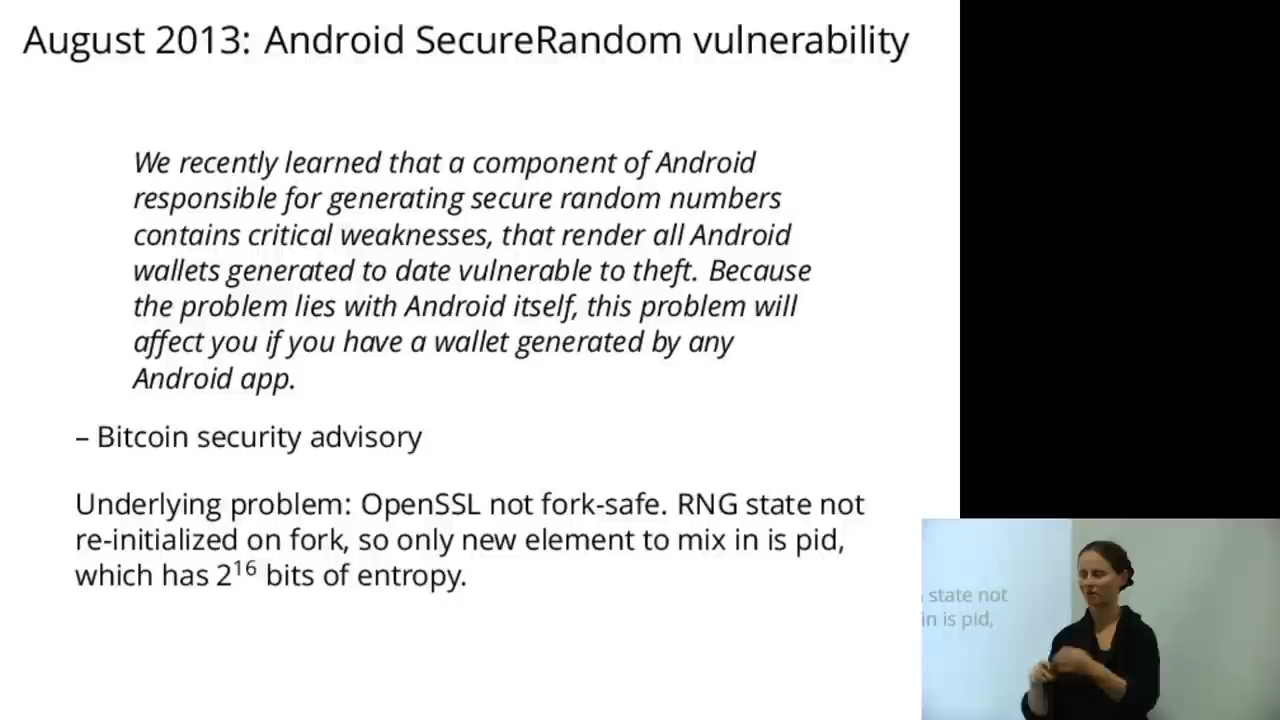 August 2013: Android SecureRandom vulnerability
We recently learned that a component of Android
responsible for generating secure random numbers
contains critical weaknesses, that render all Android
wallets generated to date vulnerable to theft. Because
the problem lies with Android itself, this problem will
affect you if you have a wallet generated by any
Android app.
– Bitcoin security advisory
Underlying problem: OpenSSL not fork-safe. RNG state not
re-initialized on fork, so only new element to mix in is pid,
which has 2¹⁶ bits of entropy.
state not
in is pid,